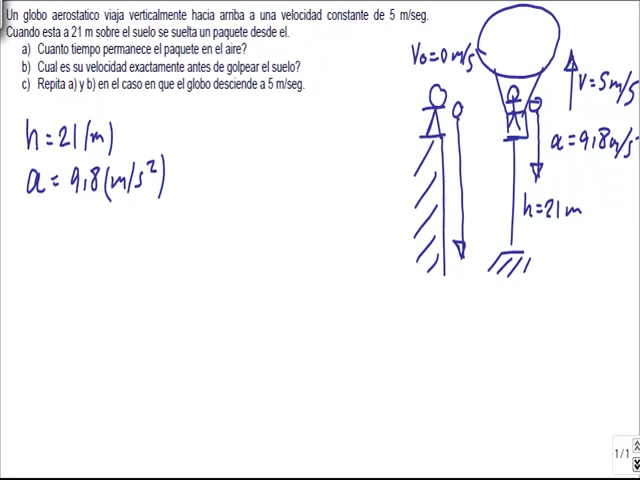 Un globo aerostatico viaja verticalmente hacia arriba a una velocidad constante de 5 m/seg.
Cuando esta a 21 m sobre el suelo se suelta un paquete desde el.
a) Cuanto tiempo permanece el paquete en el aire?
b) Cual es su velocidad exactamente antes de golpear el suelo?
c) Repita a) y b) en el caso en que el globo desciende a 5 m/seg.
h = 21 (m)
a = 9,8 (m/s²)
V0 = 0 m/s
V = 5 m/s
a = 9,8 m/s²
h = 21 m
1/1